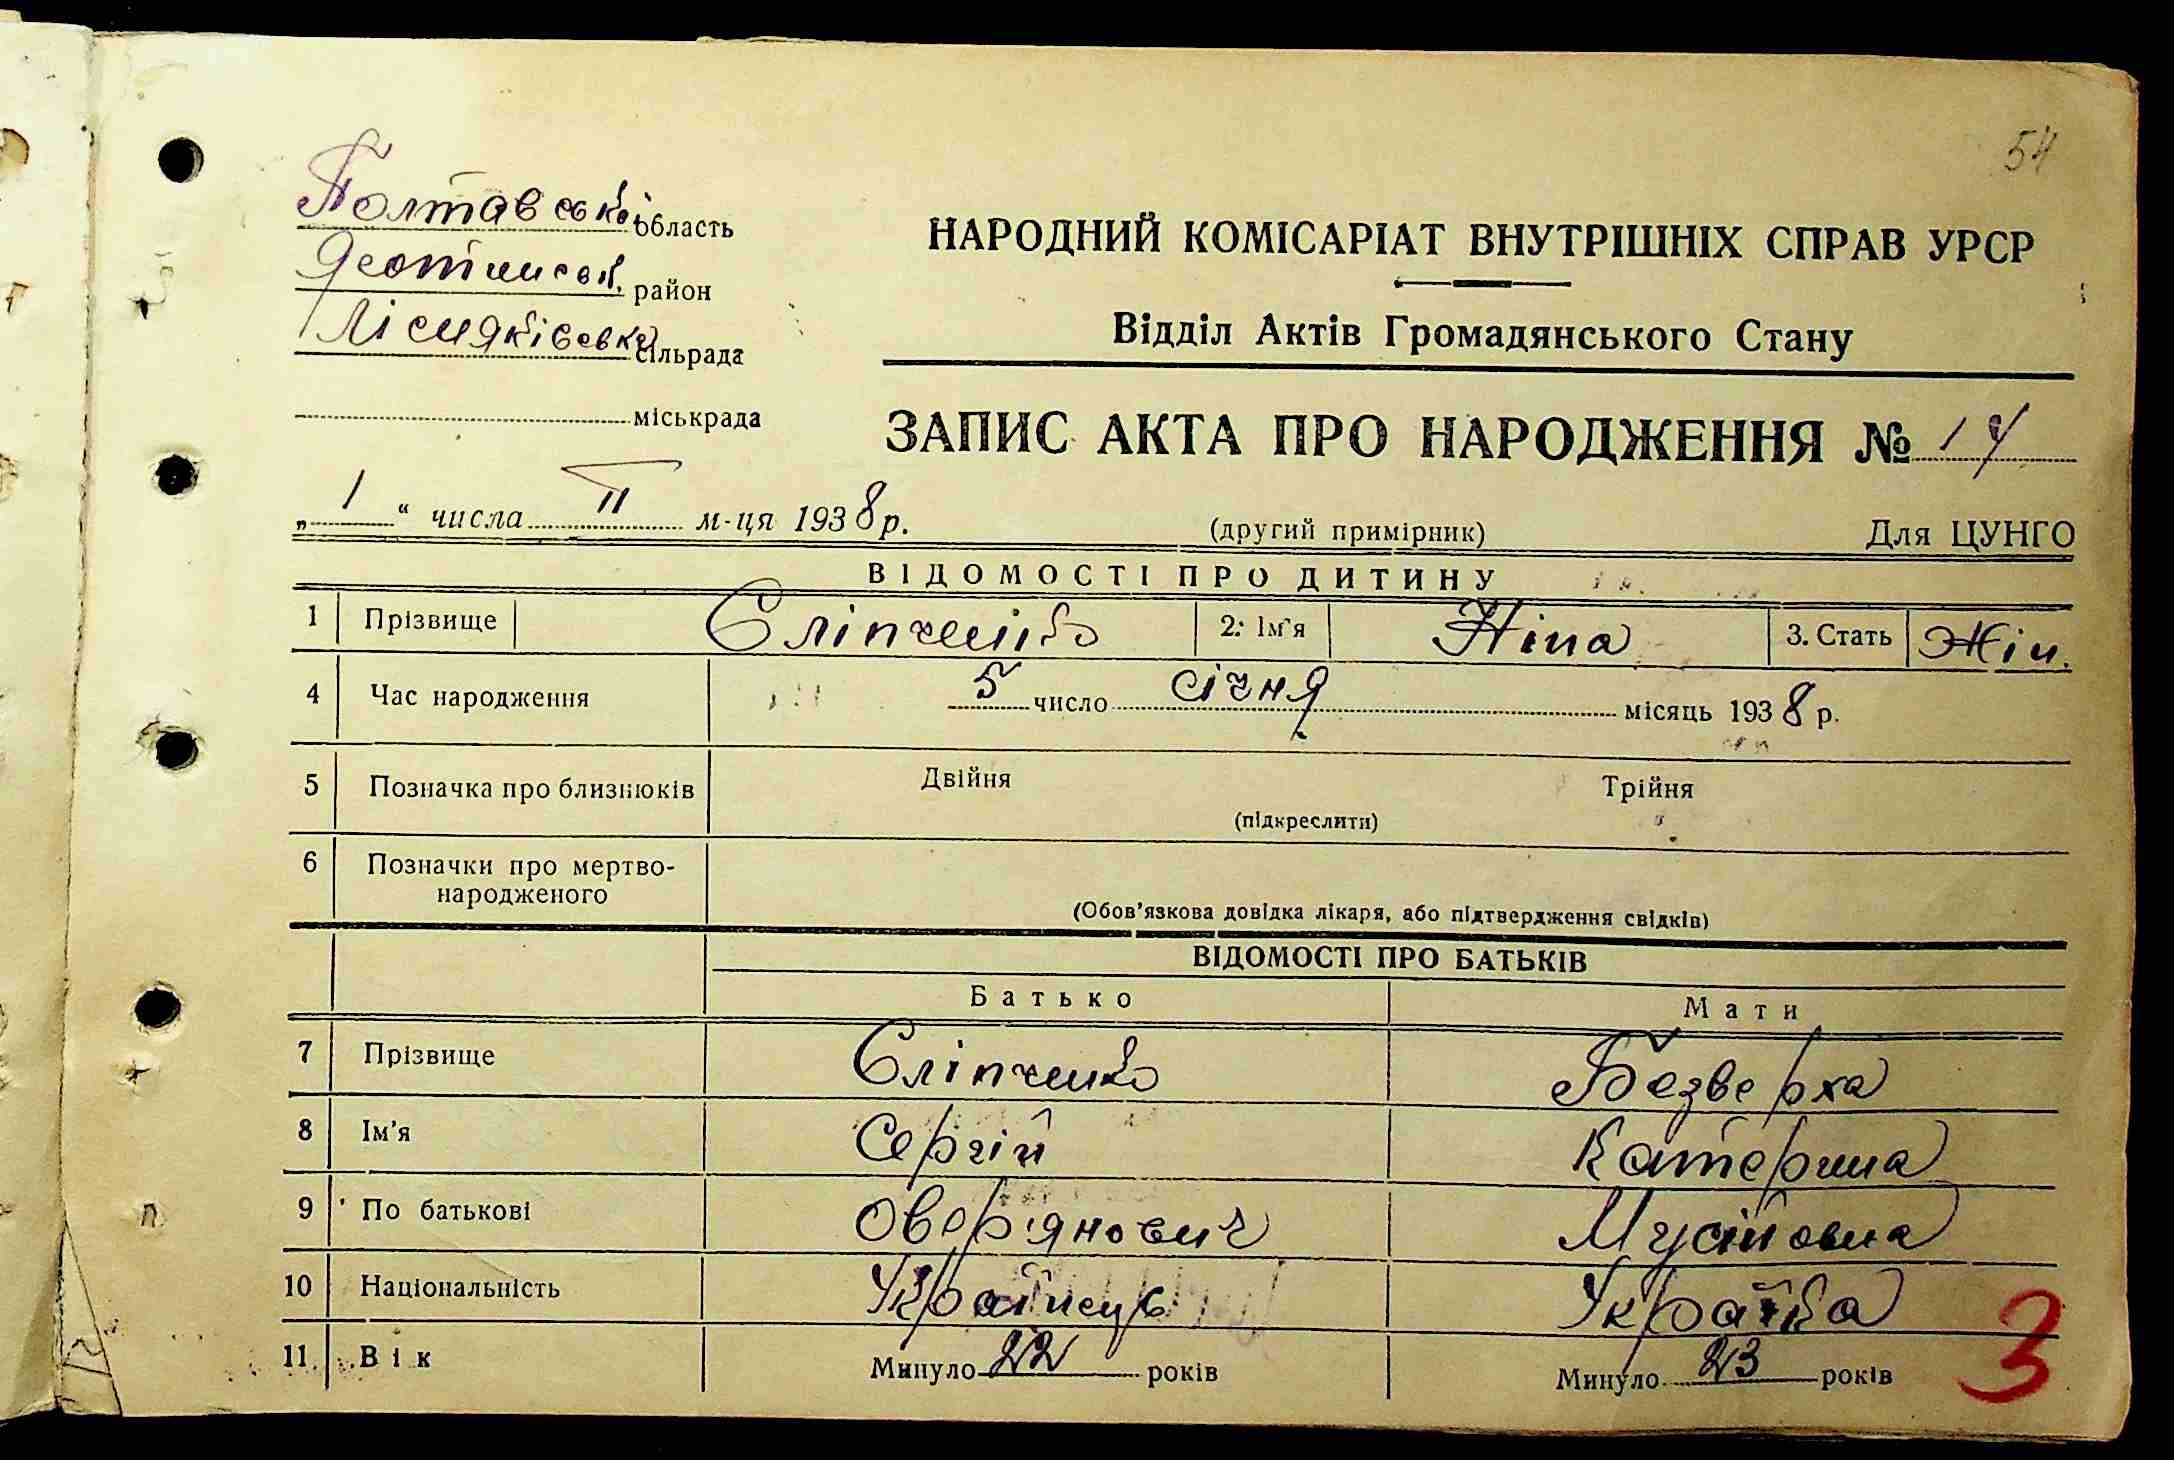 54
Полтавської область
район
сільрада
міськрада
НАРОДНИЙ КОМІСАРІАТ ВНУТРІШНІХ СПРАВ УРСР
Відділ Актів Громадянського Стану
ЗАПИС АКТА ПРО НАРОДЖЕННЯ №
„1“ числа II м-ця 1938 р. (другий примірник) Для ЦУНГО
ВІДОМОСТІ ПРО ДИТИНУ
1 Прізвище Сліпченко 2. Ім'я Ніна 3. Стать Жін.
4 Час народження 5 число січня місяць 1938 р.
5 Позначка про близнюків Двійня Трійня
(підкреслити)
6 Позначки про мертво-
народженого
(Обов'язкова довідка лікаря, або підтвердження свідків)
ВІДОМОСТІ ПРО БАТЬКІВ
Батько Мати
7 Прізвище Сліпченко Безверха
8 Ім'я Сергій Катерина
9 По батькові Овер'янович Мусіївна
10 Національність Українець Українка
11 Вік Минуло 22 років Минуло 23 років
3